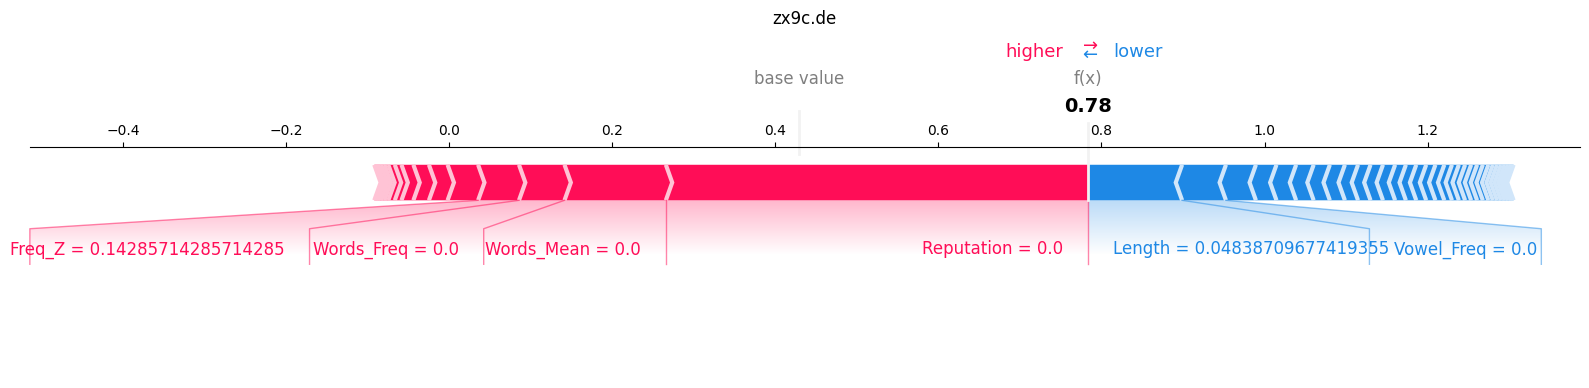 zx9c.de
higher ⇄ lower
base value f(x)
0.78
−0.4 −0.2 0.0 0.2 0.4 0.6 0.8 1.0 1.2
Freq_Z = 0.14285714285714285 Words_Freq = 0.0 Words_Mean = 0.0 Reputation = 0.0 Length = 0.04838709677419355 Vowel_Freq = 0.0